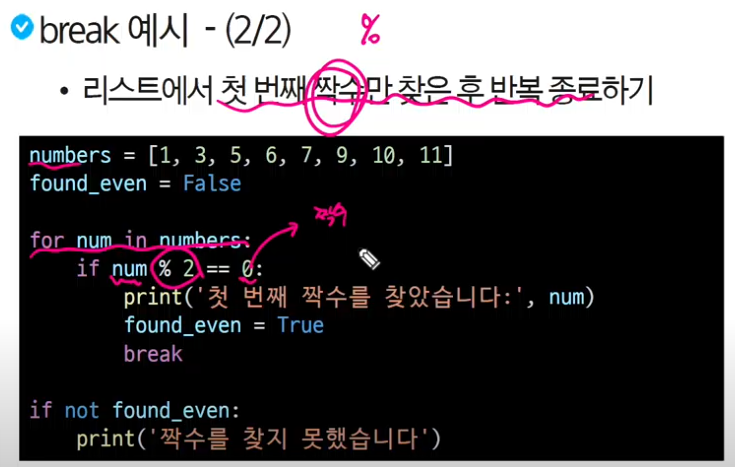 break 예시 - (2/2)
%
• 리스트에서 첫 번째 짝수만 찾은 후 반복 종료하기
numbers = [1, 3, 5, 6, 7, 9, 10, 11]
found_even = False
짝수
for num in numbers:
if num % 2 == 0:
print('첫 번째 짝수를 찾았습니다:', num)
found_even = True
break
if not found_even:
print('짝수를 찾지 못했습니다')